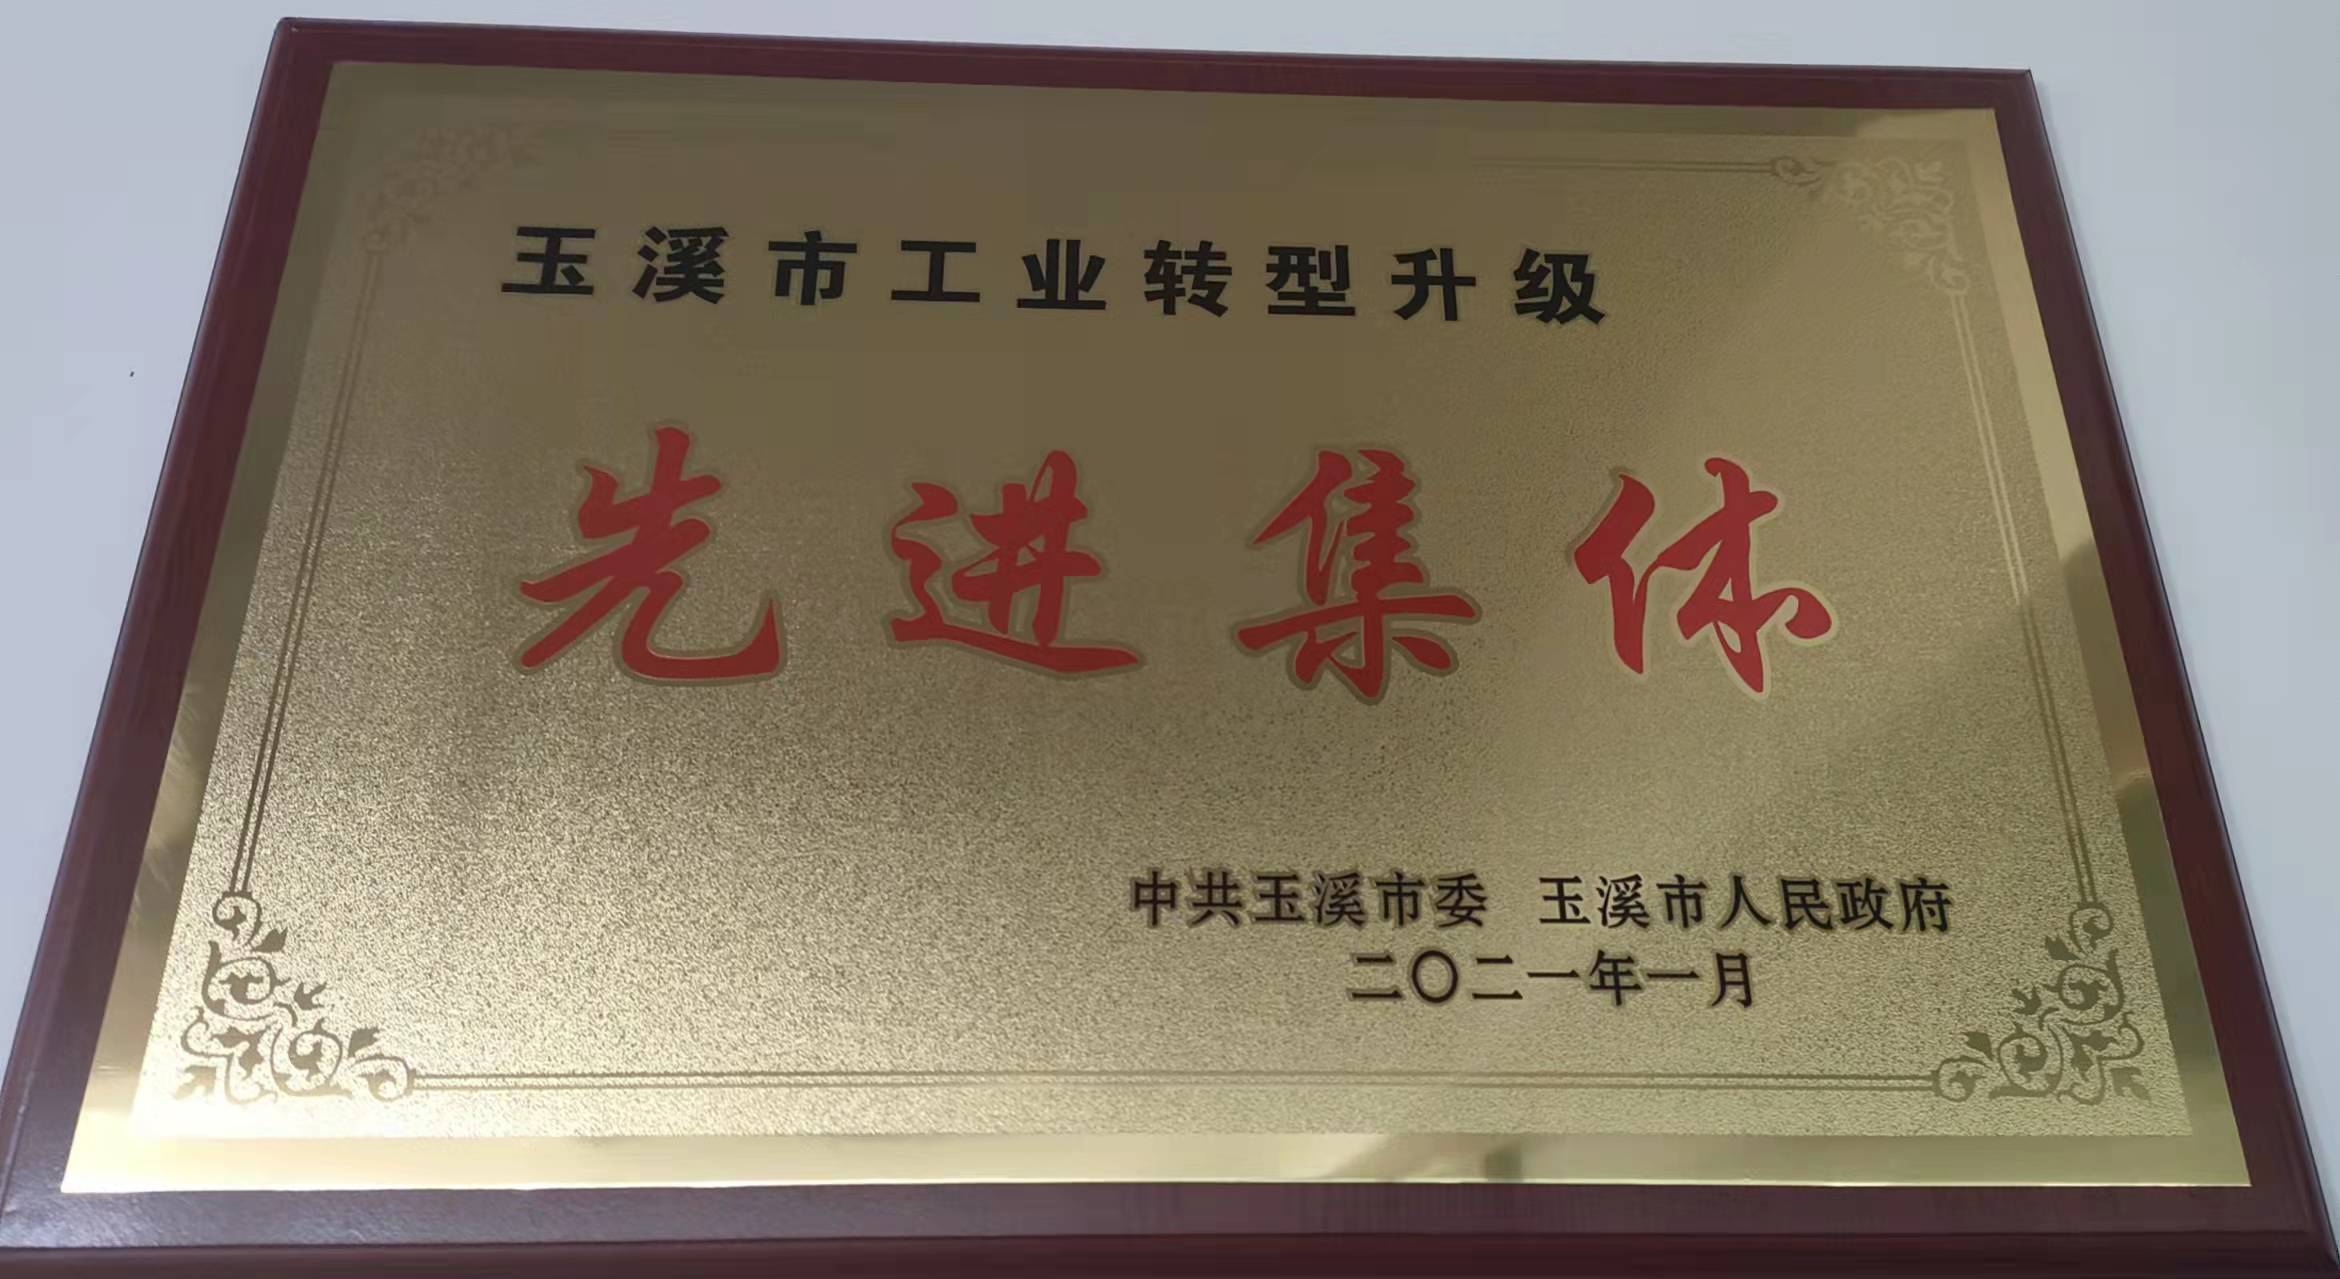 玉溪市工业转型升级
先进集体
中共玉溪市委 玉溪市人民政府
二〇二一年一月